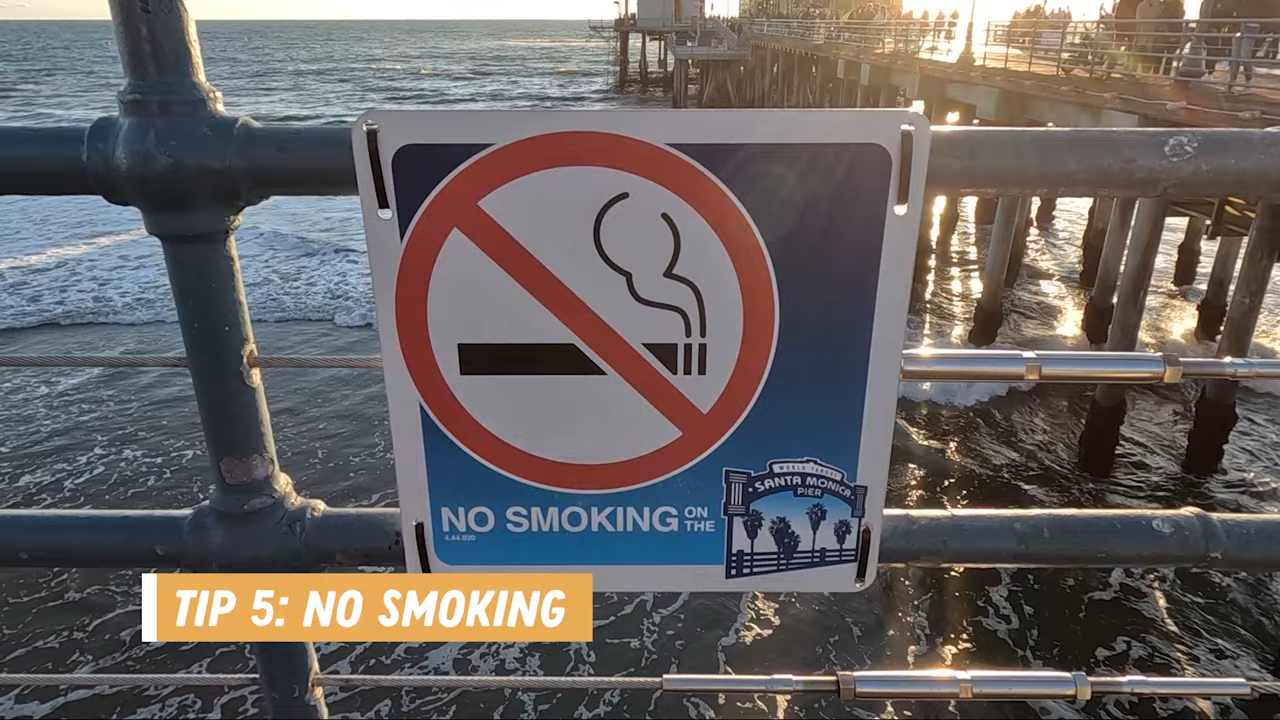 NO SMOKING ON THE
4.44.020
WORLD FAMOUS
SANTA MONICA
PIER
TIP 5: NO SMOKING